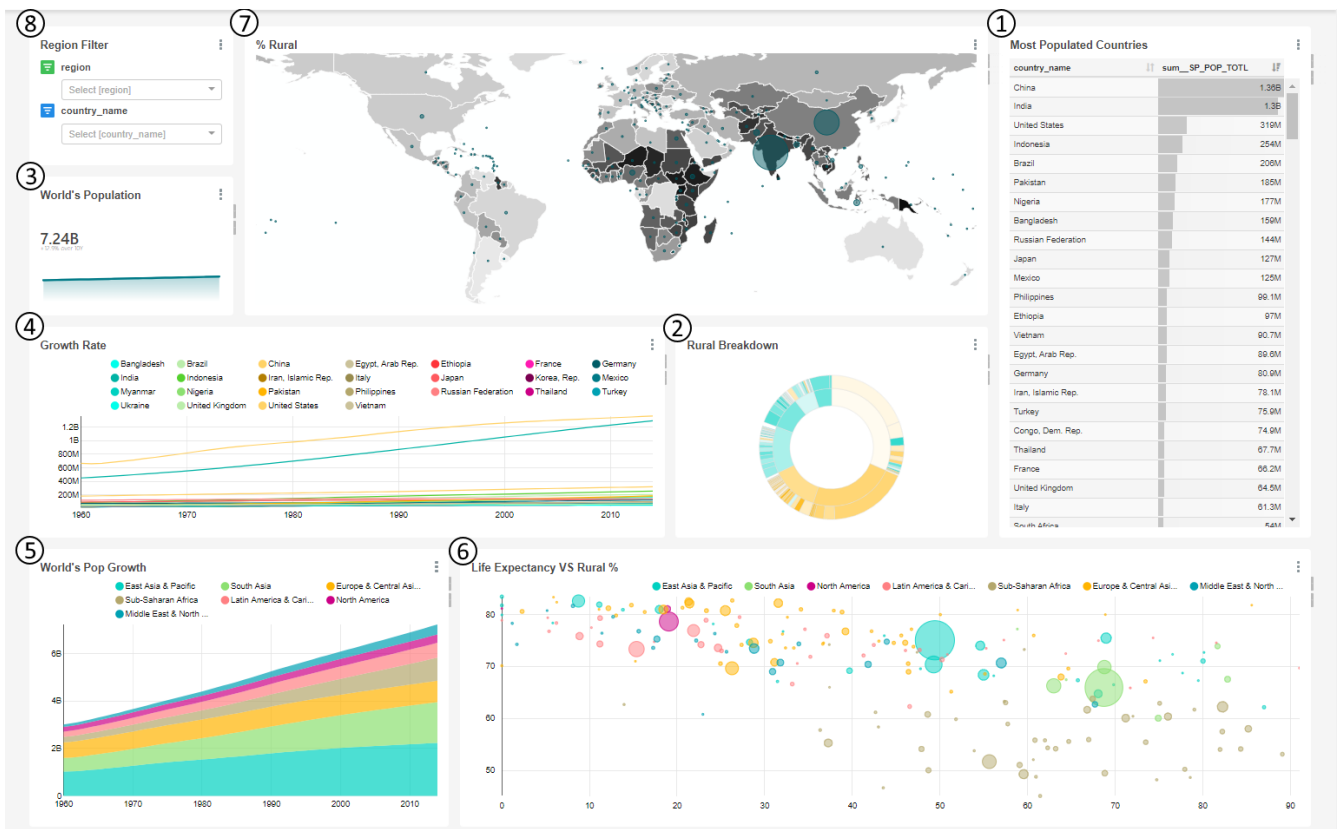 ⑧
Region Filter
region
Select [region]
country_name
Select [country_name]
⑦
% Rural
①
Most Populated Countries
country_name sum__SP_POP_TOTL
China 1.36B
India 1.3B
United States 319M
Indonesia 254M
Brazil 206M
Pakistan 185M
Nigeria 177M
Bangladesh 159M
Russian Federation 144M
Japan 127M
Mexico 125M
Philippines 99.1M
Ethiopia 97M
Vietnam 90.7M
Egypt, Arab Rep. 89.6M
Germany 80.9M
Iran, Islamic Rep. 78.1M
Turkey 75.9M
Congo, Dem. Rep. 74.9M
Thailand 67.7M
France 66.2M
United Kingdom 64.5M
Italy 61.3M
South Africa 54M
③
World's Population
7.24B
④
Growth Rate
Bangladesh Brazil China Egypt, Arab Rep. Ethiopia France Germany
India Indonesia Iran, Islamic Rep. Italy Japan Korea, Rep. Mexico
Myanmar Nigeria Pakistan Philippines Russian Federation Thailand Turkey
Ukraine United Kingdom United States Vietnam
1.2B
1B
800M
600M
400M
200M
1960 1970 1980 1990 2000 2010
②
Rural Breakdown
⑤
World's Pop Growth
East Asia & Pacific South Asia Europe & Central Asi...
Sub-Saharan Africa Latin America & Cari... North America
Middle East & North ...
6B
4B
2B
0
1960 1970 1980 1990 2000 2010
⑥
Life Expectancy VS Rural %
East Asia & Pacific South Asia North America Latin America & Cari... Sub-Saharan Africa Europe & Central Asi... Middle East & North ...
80
70
60
50
0 10 20 30 40 50 60 70 80 90